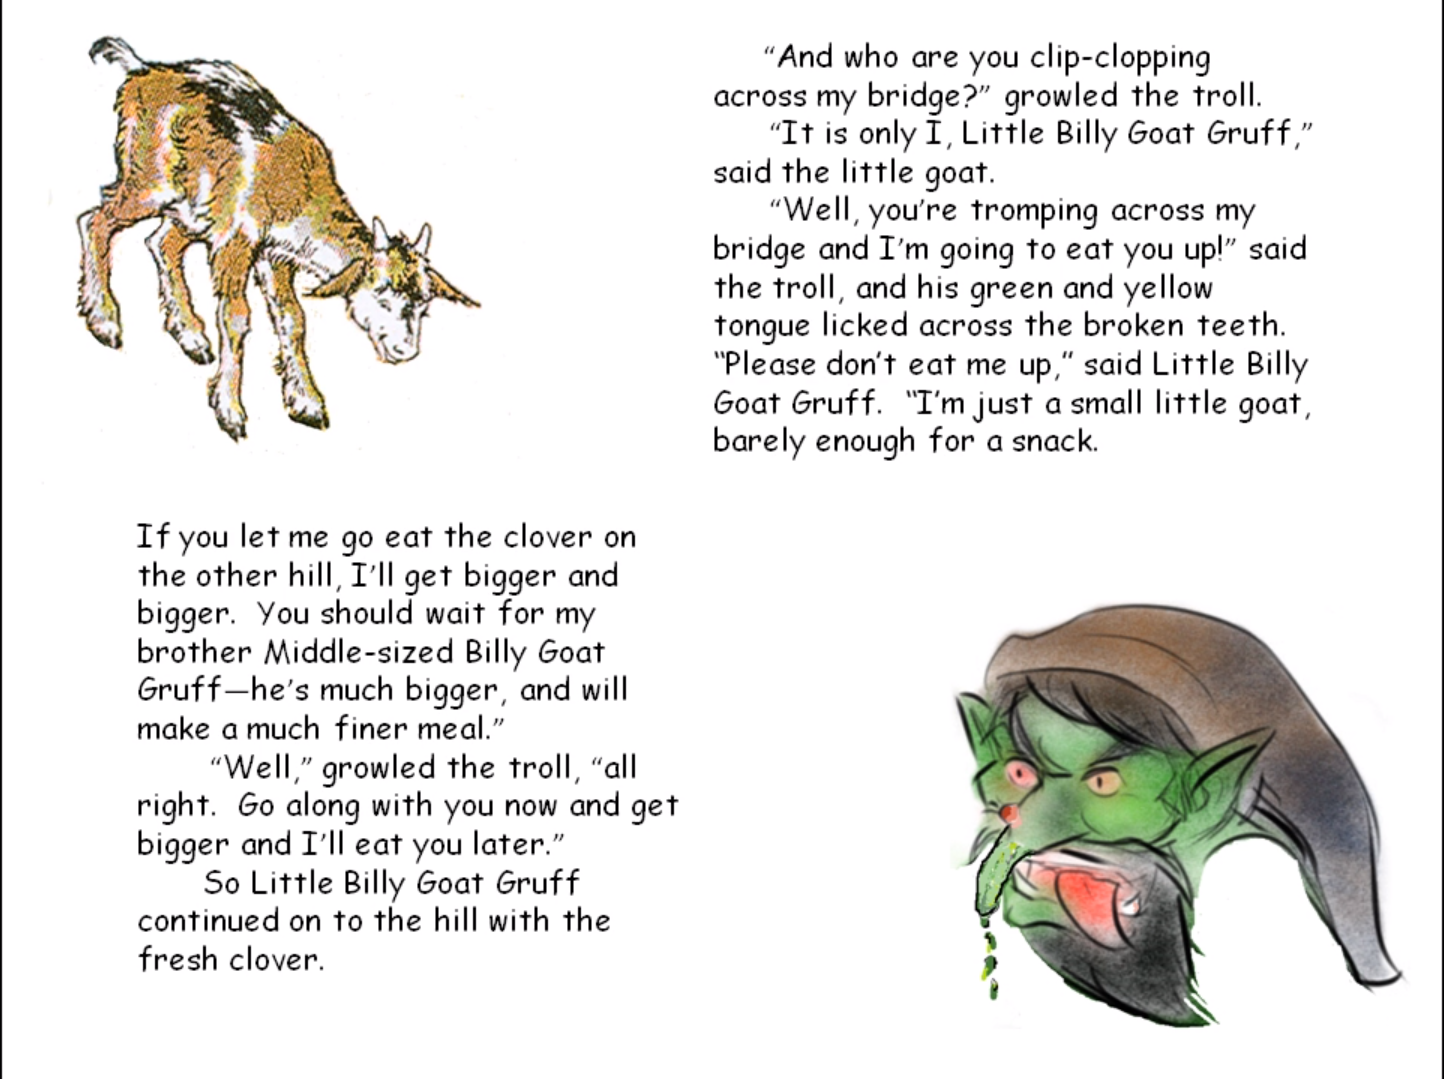 “And who are you clip-clopping
across my bridge?” growled the troll.
“It is only I, Little Billy Goat Gruff,”
said the little goat.
“Well, you’re tromping across my
bridge and I’m going to eat you up!” said
the troll, and his green and yellow
tongue licked across the broken teeth.
“Please don’t eat me up,” said Little Billy
Goat Gruff.  “I’m just a small little goat,
barely enough for a snack.
If you let me go eat the clover on
the other hill, I’ll get bigger and
bigger.  You should wait for my
brother Middle-sized Billy Goat
Gruff—he’s much bigger, and will
make a much finer meal.”
“Well,” growled the troll, “all
right.  Go along with you now and get
bigger and I’ll eat you later.”
So Little Billy Goat Gruff
continued on to the hill with the
fresh clover.